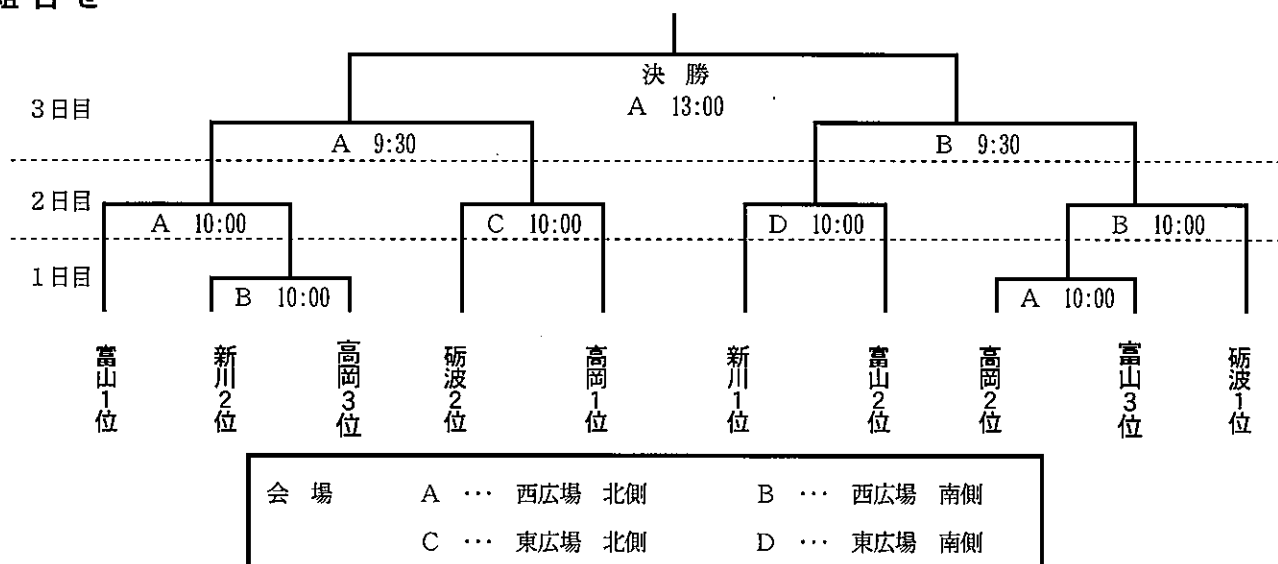 決 勝
A 13:00
3日目
A 9:30
B 9:30
2日目
A 10:00
C 10:00
D 10:00
B 10:00
1日目
B 10:00
A 10:00
富山1位
新川2位
高岡3位
砺波2位
高岡1位
新川1位
富山2位
高岡2位
富山3位
砺波1位
会 場 A … 西広場 北側 B … 西広場 南側
C … 東広場 北側 D … 東広場 南側